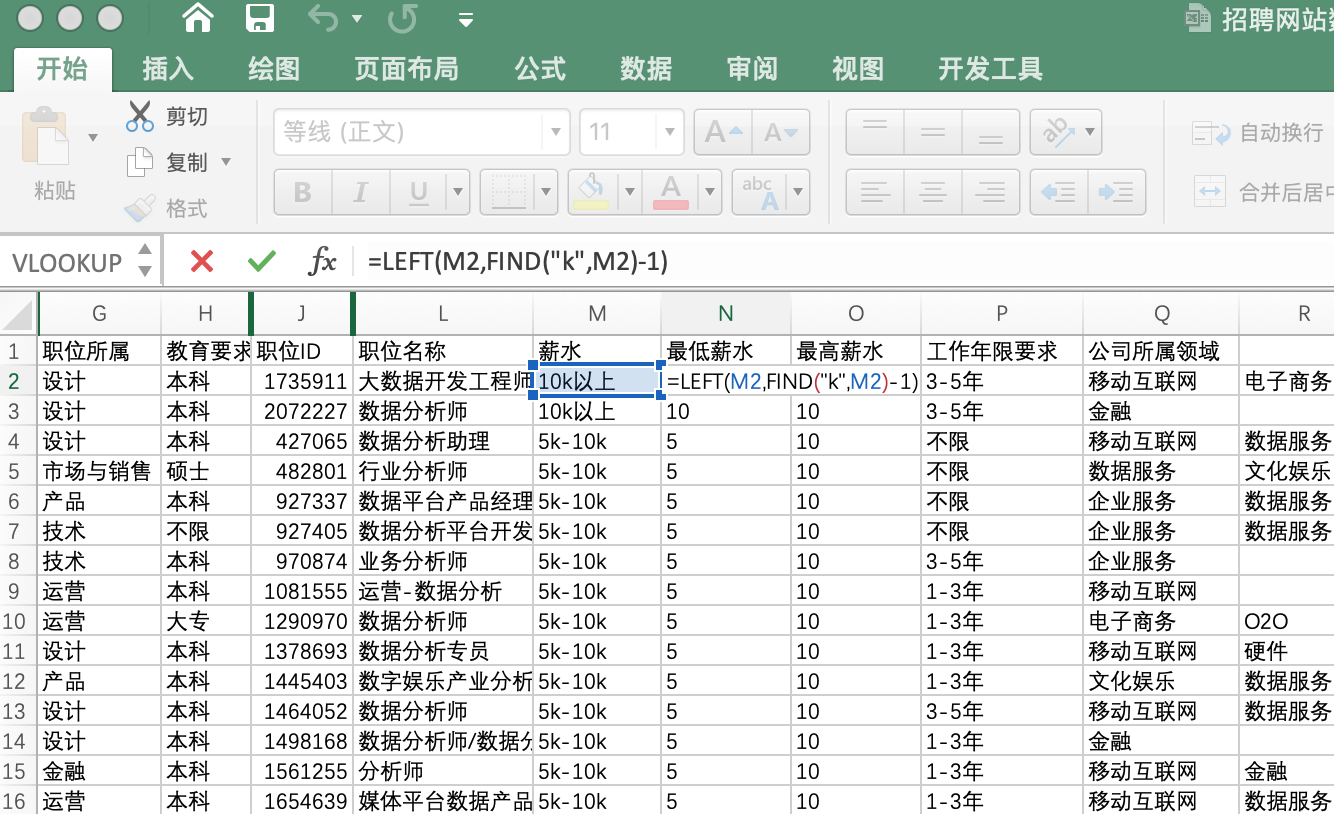 招聘网站
开始 插入 绘图 页面布局 公式 数据 审阅 视图 开发工具
剪切
等线 (正文) 11 A A
自动换行
复制
粘贴
B I U A abc A
合并后居中
格式
VLOOKUP fx =LEFT(M2,FIND("k",M2)-1)
G H J L M N O P Q R
1 职位所属 教育要求 职位ID 职位名称 薪水 最低薪水 最高薪水 工作年限要求 公司所属领域
2 设计 本科 1735911 大数据开发工程师 10k以上 =LEFT(M2,FIND("k",M2)-1) 3-5年 移动互联网 电子商务
3 设计 本科 2072227 数据分析师 10k以上 10 10 3-5年 金融
4 设计 本科 427065 数据分析助理 5k-10k 5 10 不限 移动互联网 数据服务
5 市场与销售 硕士 482801 行业分析师 5k-10k 5 10 不限 数据服务 文化娱乐
6 产品 本科 927337 数据平台产品经理 5k-10k 5 10 不限 企业服务 数据服务
7 技术 不限 927405 数据分析平台开发 5k-10k 5 10 不限 企业服务 数据服务
8 技术 本科 970874 业务分析师 5k-10k 5 10 3-5年 企业服务
9 运营 本科 1081555 运营-数据分析 5k-10k 5 10 1-3年 移动互联网
10 运营 大专 1290970 数据分析师 5k-10k 5 10 1-3年 电子商务 O2O
11 设计 本科 1378693 数据分析专员 5k-10k 5 10 1-3年 移动互联网 硬件
12 产品 本科 1445403 数字娱乐产业分析 5k-10k 5 10 1-3年 文化娱乐 数据服务
13 设计 本科 1464052 数据分析师 5k-10k 5 10 3-5年 移动互联网 数据服务
14 设计 本科 1498168 数据分析师/数据分 5k-10k 5 10 1-3年 金融
15 金融 本科 1561255 分析师 5k-10k 5 10 1-3年 移动互联网 金融
16 运营 本科 1654639 媒体平台数据产品 5k-10k 5 10 1-3年 移动互联网 数据服务